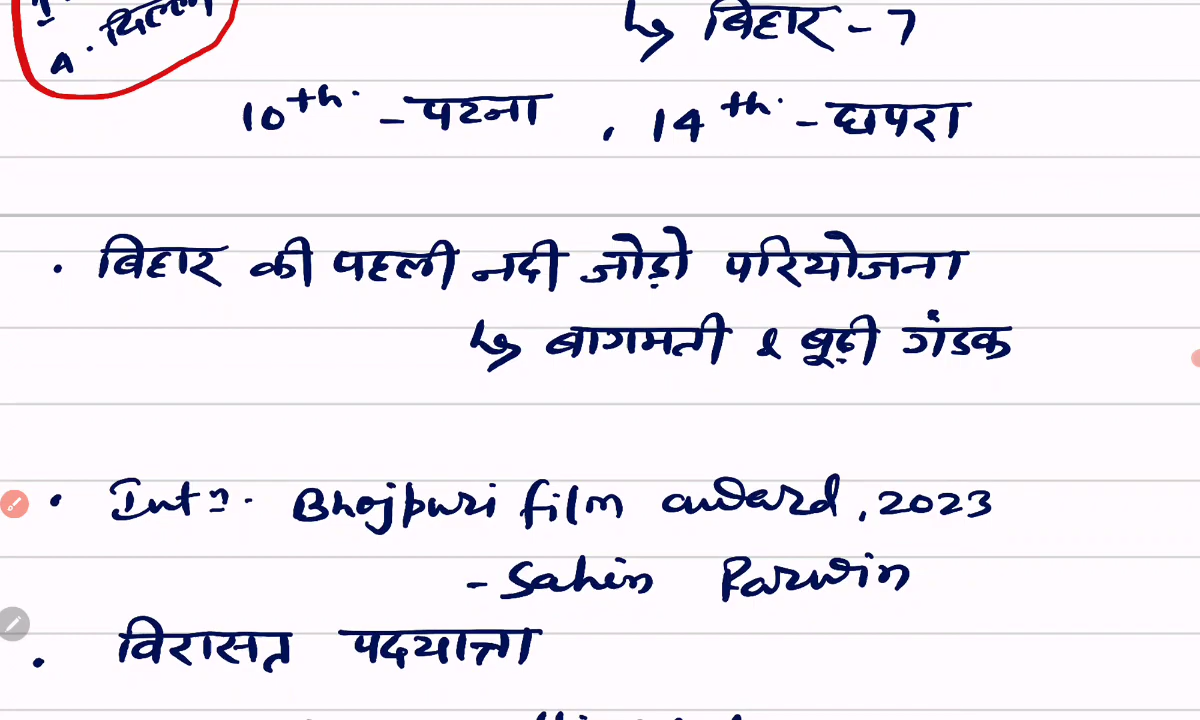 A. दिल्ली
↳ बिहार - 7
10th. - पटना , 14th. - छपरा
• बिहार की पहली नदी जोड़ो परियोजना
↳ बागमती & बूढ़ी गंडक
• Intn. Bhojpuri film award, 2023
- Sahin Parwin
• विरासत पदयात्रा